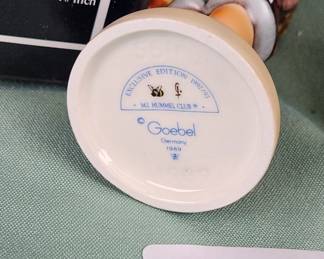 EXCLUSIVE EDITION 1992/93
M.I. HUMMEL CLUB ®
© Goebel
Germany
1989